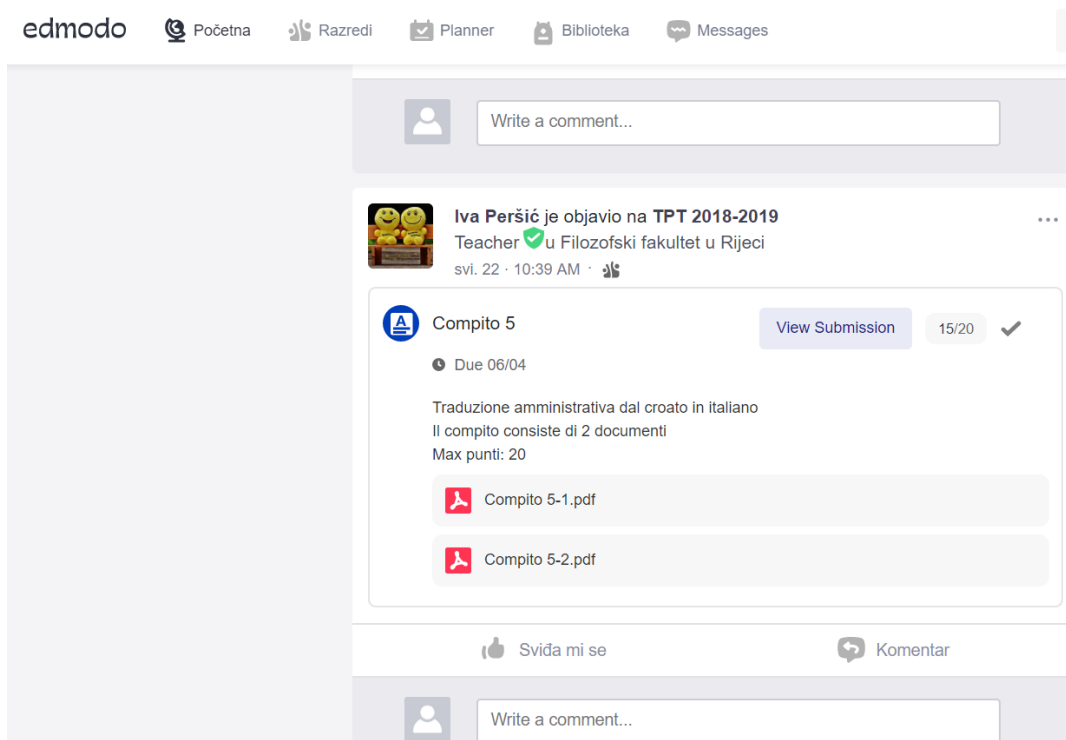 edmodo Početna Razredi Planner Biblioteka Messages
Write a comment...
Iva Peršić je objavio na TPT 2018-2019
Teacher u Filozofski fakultet u Rijeci
svi. 22 · 10:39 AM ·
Compito 5 View Submission 15/20
Due 06/04
Traduzione amministrativa dal croato in italiano
Il compito consiste di 2 documenti
Max punti: 20
Compito 5-1.pdf
Compito 5-2.pdf
Sviđa mi se Komentar
Write a comment...